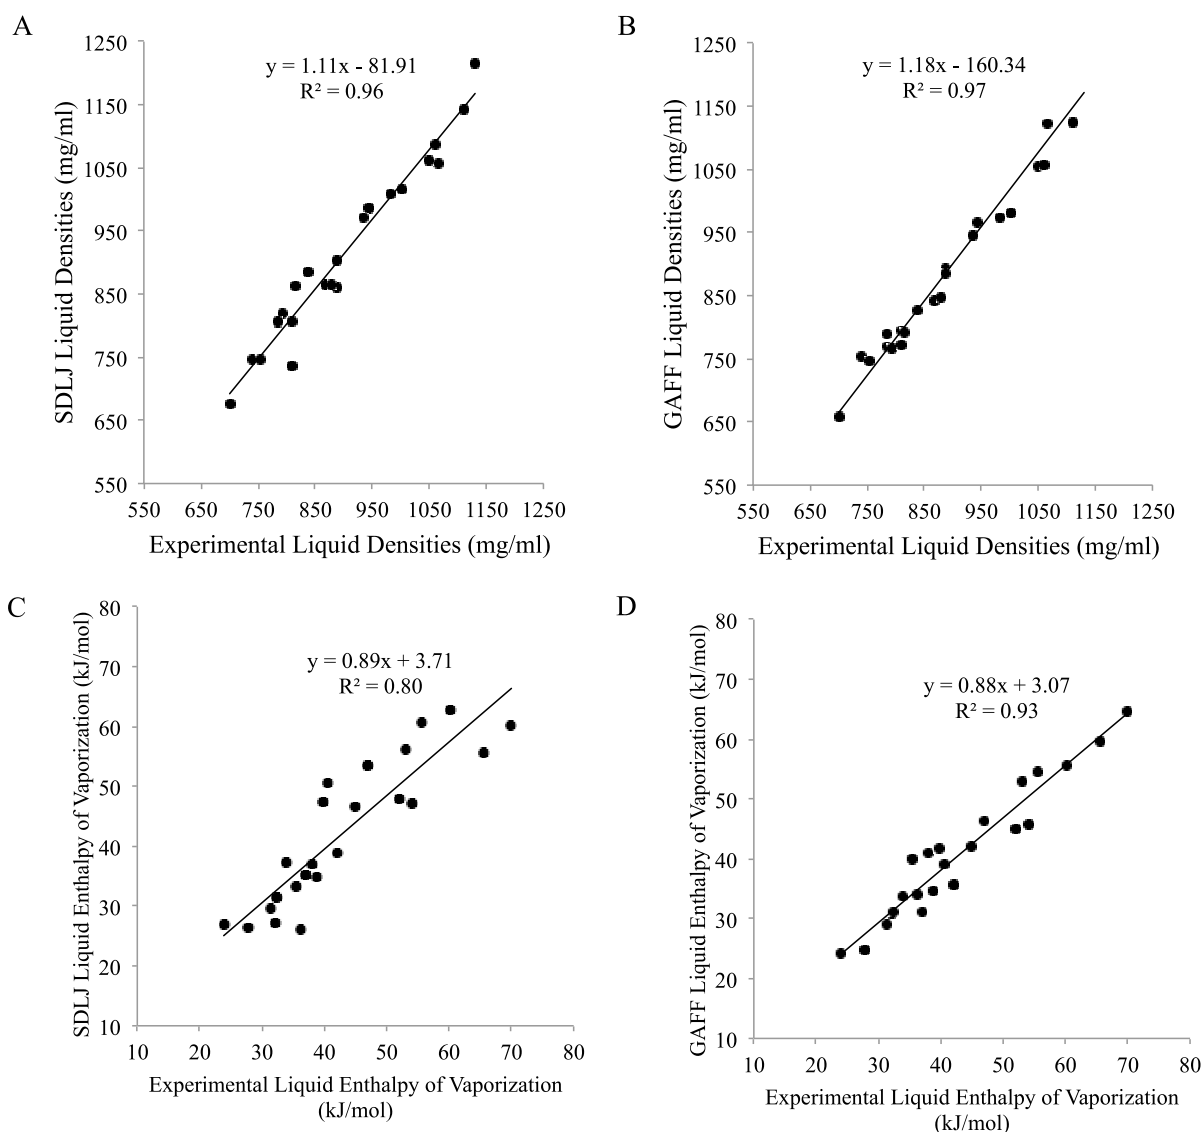 A
SDLJ Liquid Densities (mg/ml)
1250
1150
1050
950
850
750
650
550
y = 1.11x - 81.91
R² = 0.96
550 650 750 850 950 1050 1150 1250
Experimental Liquid Densities (mg/ml)
B
GAFF Liquid Densities (mg/ml)
1250
1150
1050
950
850
750
650
550
y = 1.18x - 160.34
R² = 0.97
550 650 750 850 950 1050 1150 1250
Experimental Liquid Densities (mg/ml)
C
SDLJ Liquid Enthalpy of Vaporization (kJ/mol)
80
70
60
50
40
30
20
10
y = 0.89x + 3.71
R² = 0.80
10 20 30 40 50 60 70 80
Experimental Liquid Enthalpy of Vaporization
(kJ/mol)
D
GAFF Liquid Enthalpy of Vaporization (kJ/mol)
80
70
60
50
40
30
20
10
y = 0.88x + 3.07
R² = 0.93
10 20 30 40 50 60 70 80
Experimental Liquid Enthalpy of Vaporization
(kJ/mol)